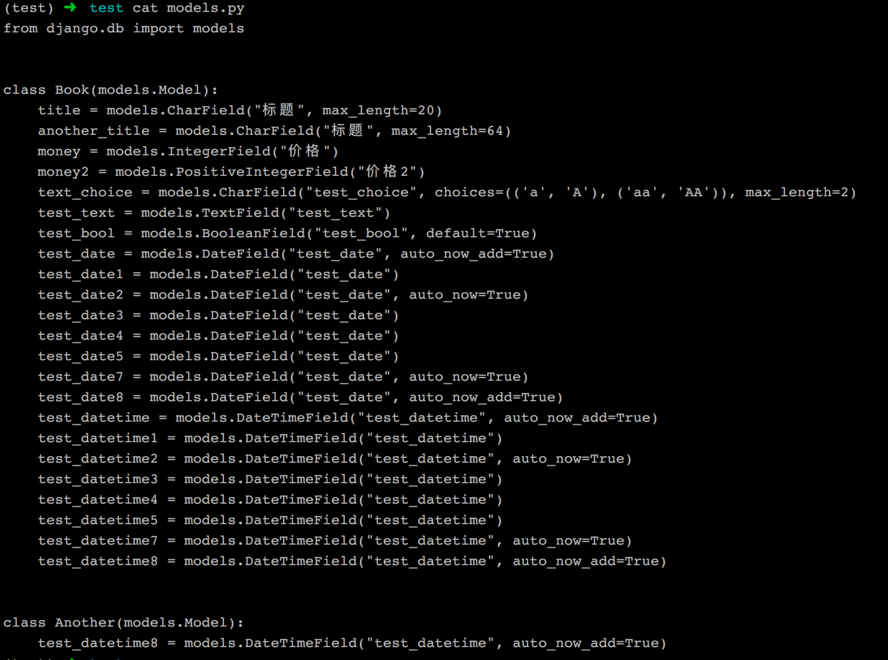 (test) ➜ test cat models.py
from django.db import models
class Book(models.Model):
    title = models.CharField("标题", max_length=20)
    another_title = models.CharField("标题", max_length=64)
    money = models.IntegerField("价格")
    money2 = models.PositiveIntegerField("价格2")
    text_choice = models.CharField("test_choice", choices=(('a', 'A'), ('aa', 'AA')), max_length=2)
    test_text = models.TextField("test_text")
    test_bool = models.BooleanField("test_bool", default=True)
    test_date = models.DateField("test_date", auto_now_add=True)
    test_date1 = models.DateField("test_date")
    test_date2 = models.DateField("test_date", auto_now=True)
    test_date3 = models.DateField("test_date")
    test_date4 = models.DateField("test_date")
    test_date5 = models.DateField("test_date")
    test_date7 = models.DateField("test_date", auto_now=True)
    test_date8 = models.DateField("test_date", auto_now_add=True)
    test_datetime = models.DateTimeField("test_datetime", auto_now_add=True)
    test_datetime1 = models.DateTimeField("test_datetime")
    test_datetime2 = models.DateTimeField("test_datetime", auto_now=True)
    test_datetime3 = models.DateTimeField("test_datetime")
    test_datetime4 = models.DateTimeField("test_datetime")
    test_datetime5 = models.DateTimeField("test_datetime")
    test_datetime7 = models.DateTimeField("test_datetime", auto_now=True)
    test_datetime8 = models.DateTimeField("test_datetime", auto_now_add=True)
class Another(models.Model):
    test_datetime8 = models.DateTimeField("test_datetime", auto_now_add=True)